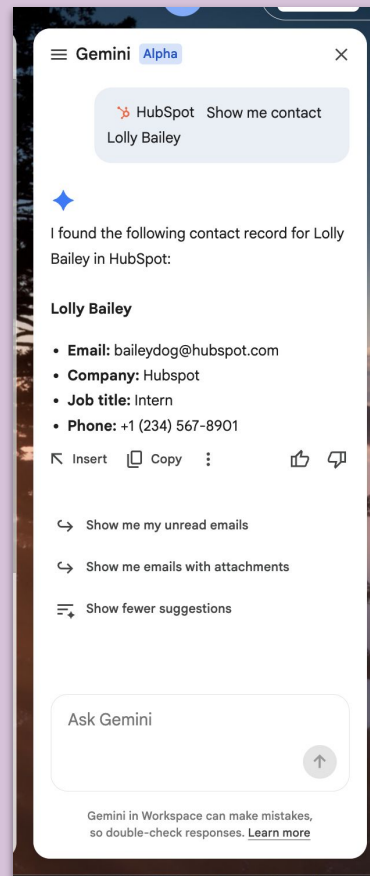 Gemini Alpha
HubSpot Show me contact
Lolly Bailey
I found the following contact record for Lolly
Bailey in HubSpot:
Lolly Bailey
• Email: baileydog@hubspot.com
• Company: Hubspot
• Job title: Intern
• Phone: +1 (234) 567-8901
Insert Copy
Show me my unread emails
Show me emails with attachments
Show fewer suggestions
Ask Gemini
Gemini in Workspace can make mistakes,
so double-check responses. Learn more